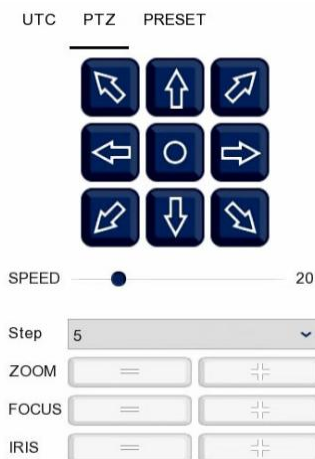 UTC PTZ PRESET
SPEED 20
Step 5
ZOOM
FOCUS
IRIS